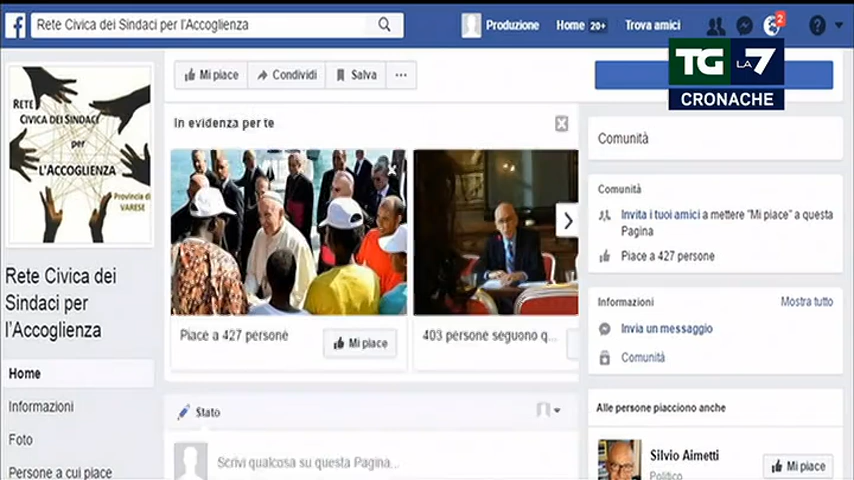 Rete Civica dei Sindaci per l'Accoglienza
Produzione
Home 20+
Trova amici
2
TG LA 7
CRONACHE
RETE
CIVICA DEI SINDACI
per
L'ACCOGLIENZA
Provincia di
VARESE
Mi piace
Condividi
Salva
In evidenza per te
Piace a 427 persone
Mi piace
403 persone seguono q...
Rete Civica dei
Sindaci per
l'Accoglienza
Home
Informazioni
Foto
Persone a cui piace
Stato
Scrivi qualcosa su questa Pagina...
Comunità
Comunità
Invita i tuoi amici a mettere "Mi piace" a questa
Pagina
Piace a 427 persone
Informazioni
Mostra tutto
Invia un messaggio
Comunità
Alle persone piacciono anche
Silvio Aimetti
Politico
Mi piace